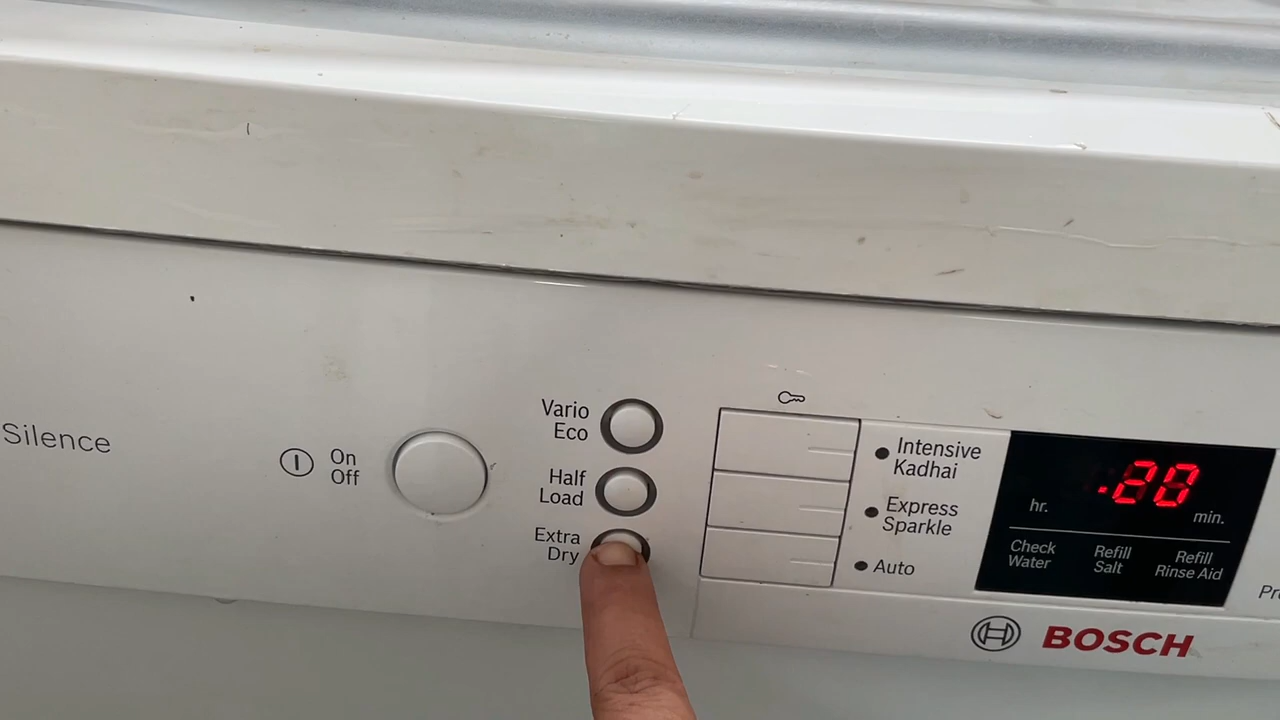 Silence
On
Off
Vario
Eco
Half
Load
Extra
Dry
Intensive
Kadhai
Express
Sparkle
Auto
hr.
min.
Check
Water
Refill
Salt
Refill
Rinse Aid
BOSCH